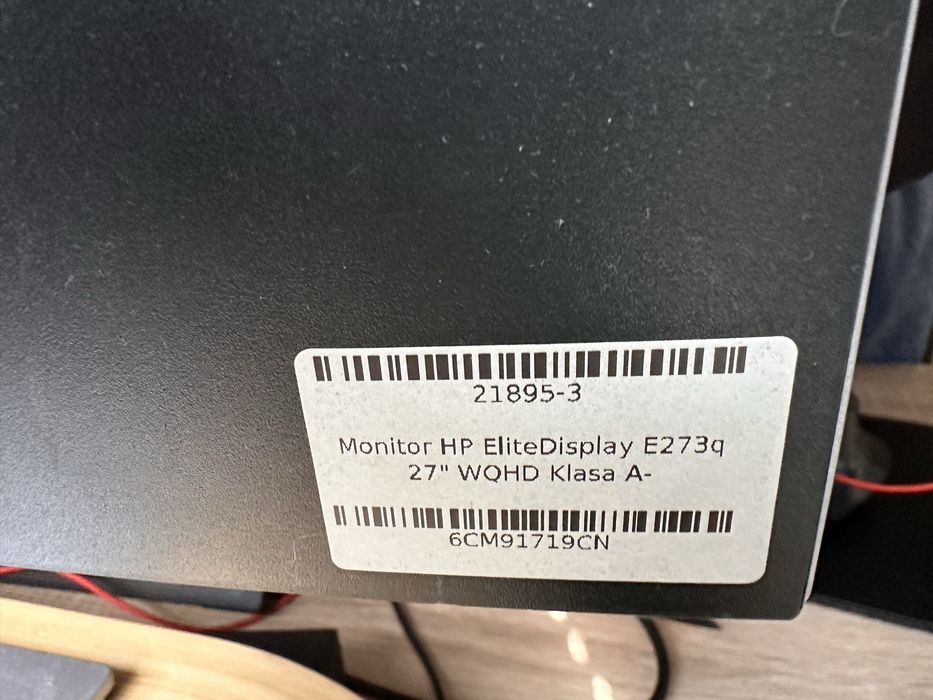 21895-3
Monitor HP EliteDisplay E273q
27" WQHD Klasa A-
6CM91719CN